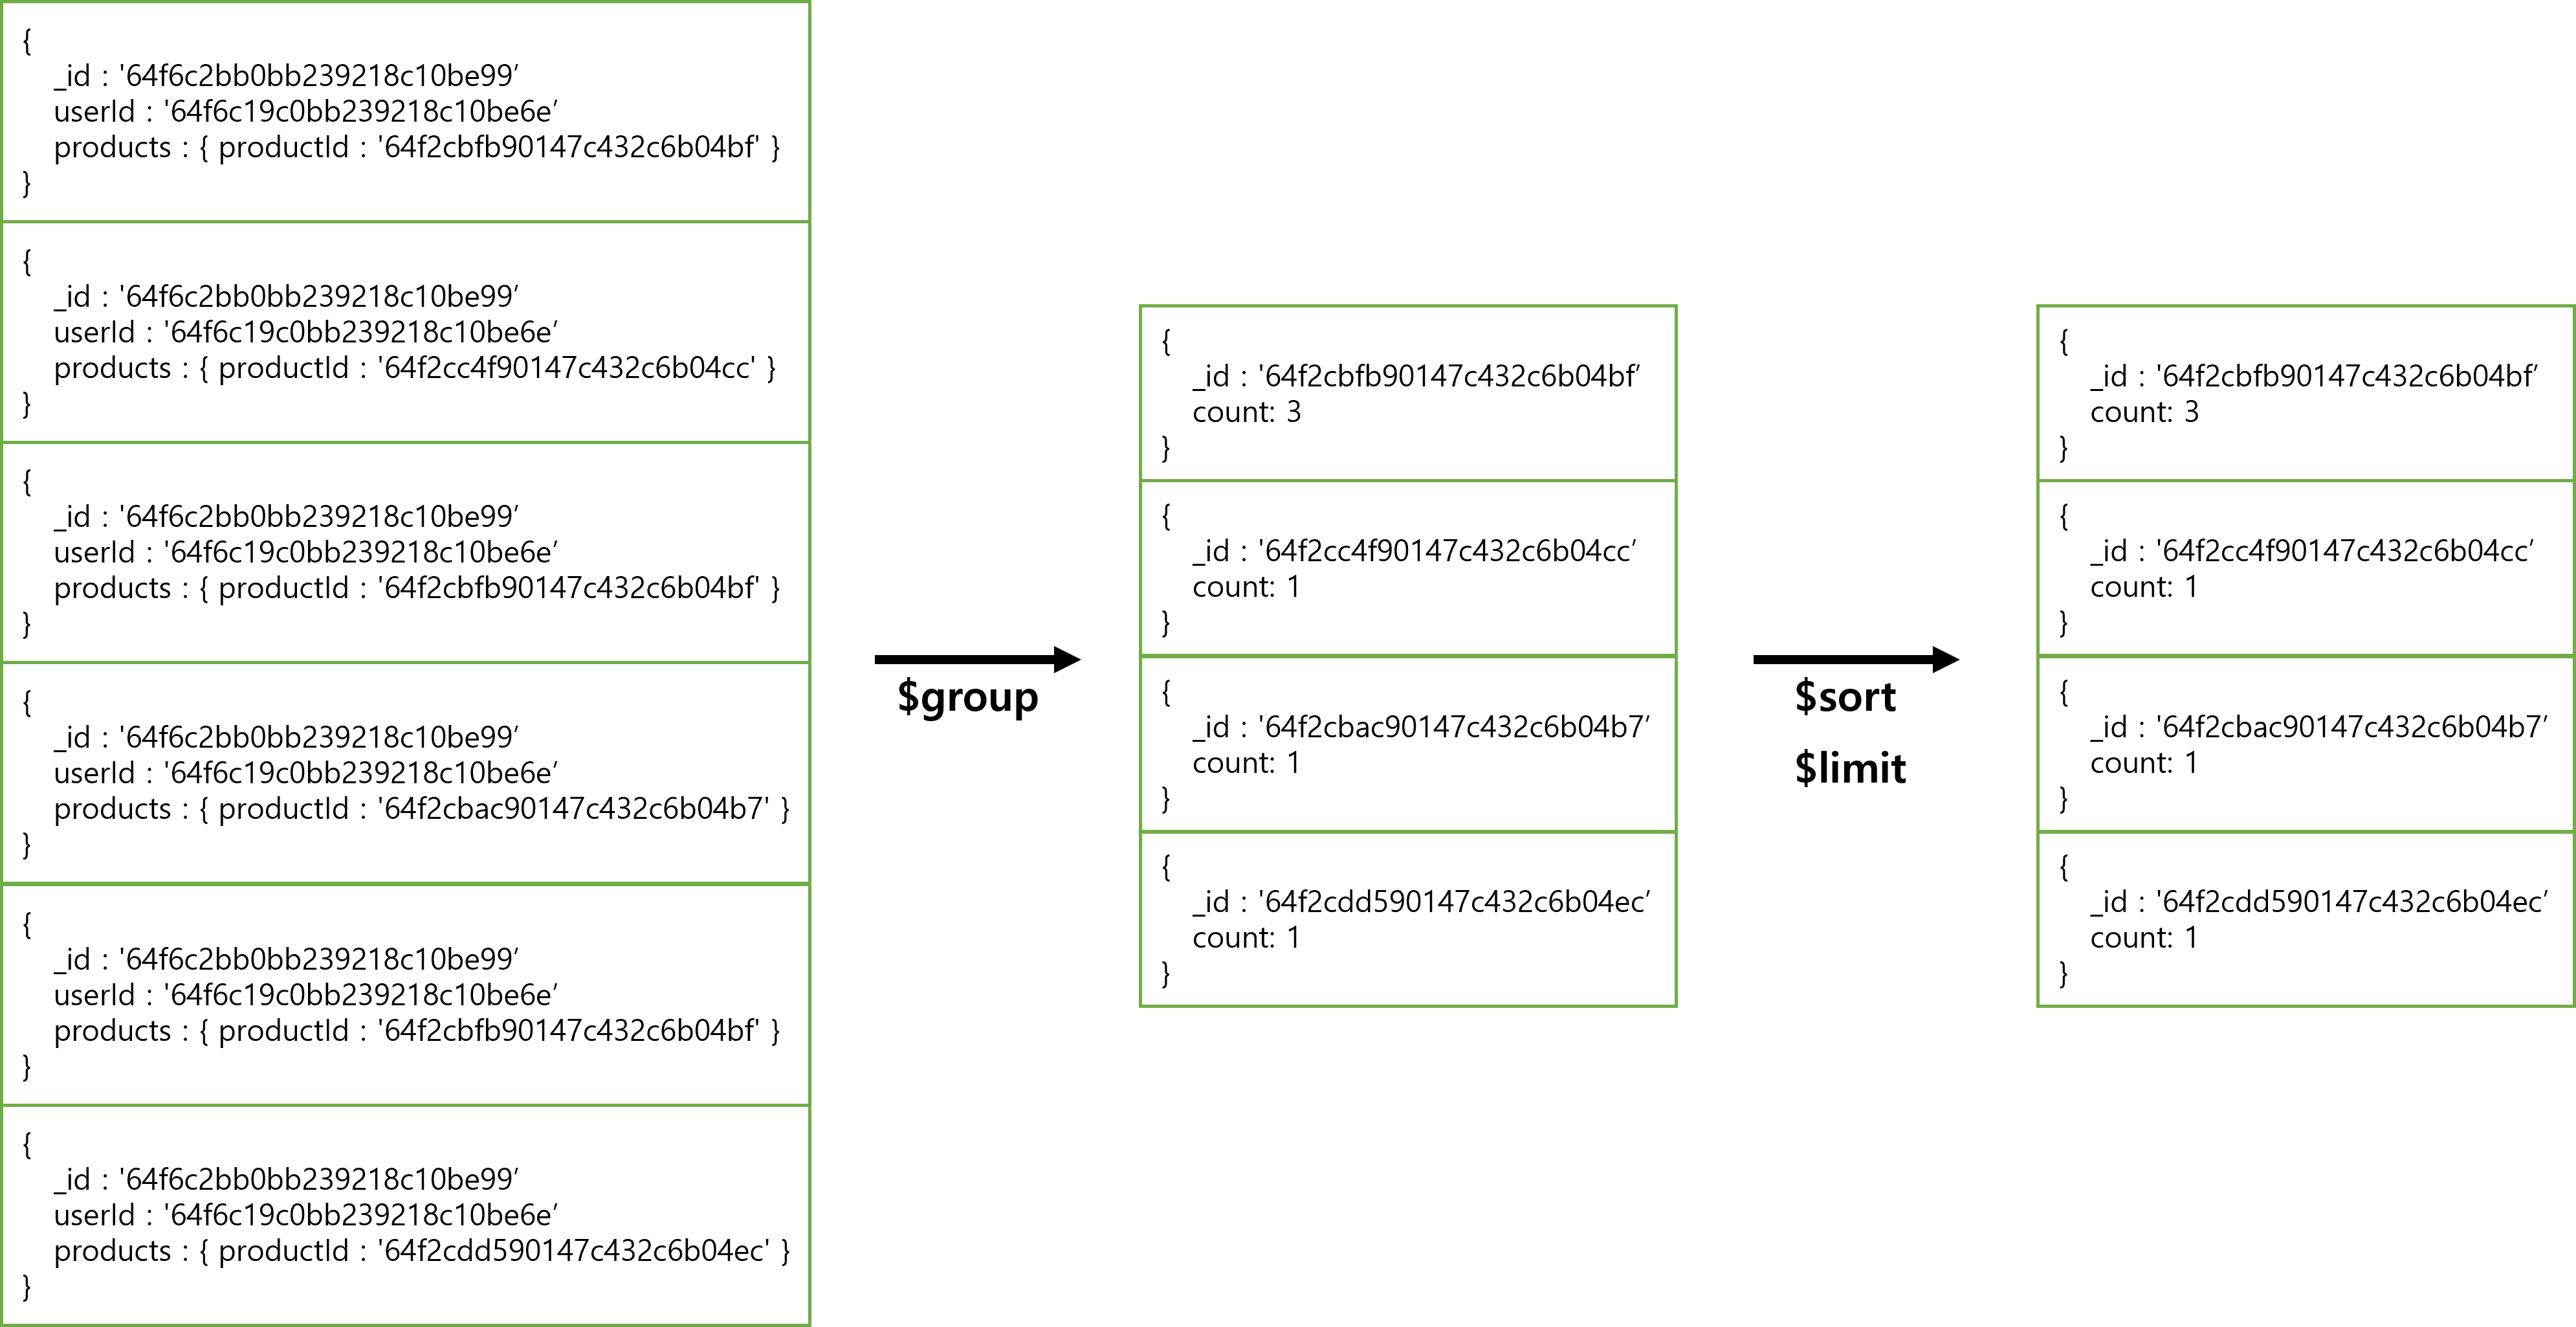 {
_id : '64f6c2bb0bb239218c10be99’
userId : '64f6c19c0bb239218c10be6e’
products : { productId : '64f2cbfb90147c432c6b04bf' }
}
{
_id : '64f6c2bb0bb239218c10be99’
userId : '64f6c19c0bb239218c10be6e’
products : { productId : '64f2cc4f90147c432c6b04cc' }
}
{
_id : '64f6c2bb0bb239218c10be99’
userId : '64f6c19c0bb239218c10be6e’
products : { productId : '64f2cbfb90147c432c6b04bf' }
}
{
_id : '64f6c2bb0bb239218c10be99’
userId : '64f6c19c0bb239218c10be6e’
products : { productId : '64f2cbac90147c432c6b04b7' }
}
{
_id : '64f6c2bb0bb239218c10be99’
userId : '64f6c19c0bb239218c10be6e’
products : { productId : '64f2cbfb90147c432c6b04bf' }
}
{
_id : '64f6c2bb0bb239218c10be99’
userId : '64f6c19c0bb239218c10be6e’
products : { productId : '64f2cdd590147c432c6b04ec' }
}
$group
{
_id : '64f2cbfb90147c432c6b04bf’
count: 3
}
{
_id : '64f2cc4f90147c432c6b04cc’
count: 1
}
{
_id : '64f2cbac90147c432c6b04b7’
count: 1
}
{
_id : '64f2cdd590147c432c6b04ec’
count: 1
}
$sort
$limit
{
_id : '64f2cbfb90147c432c6b04bf’
count: 3
}
{
_id : '64f2cc4f90147c432c6b04cc’
count: 1
}
{
_id : '64f2cbac90147c432c6b04b7’
count: 1
}
{
_id : '64f2cdd590147c432c6b04ec’
count: 1
}